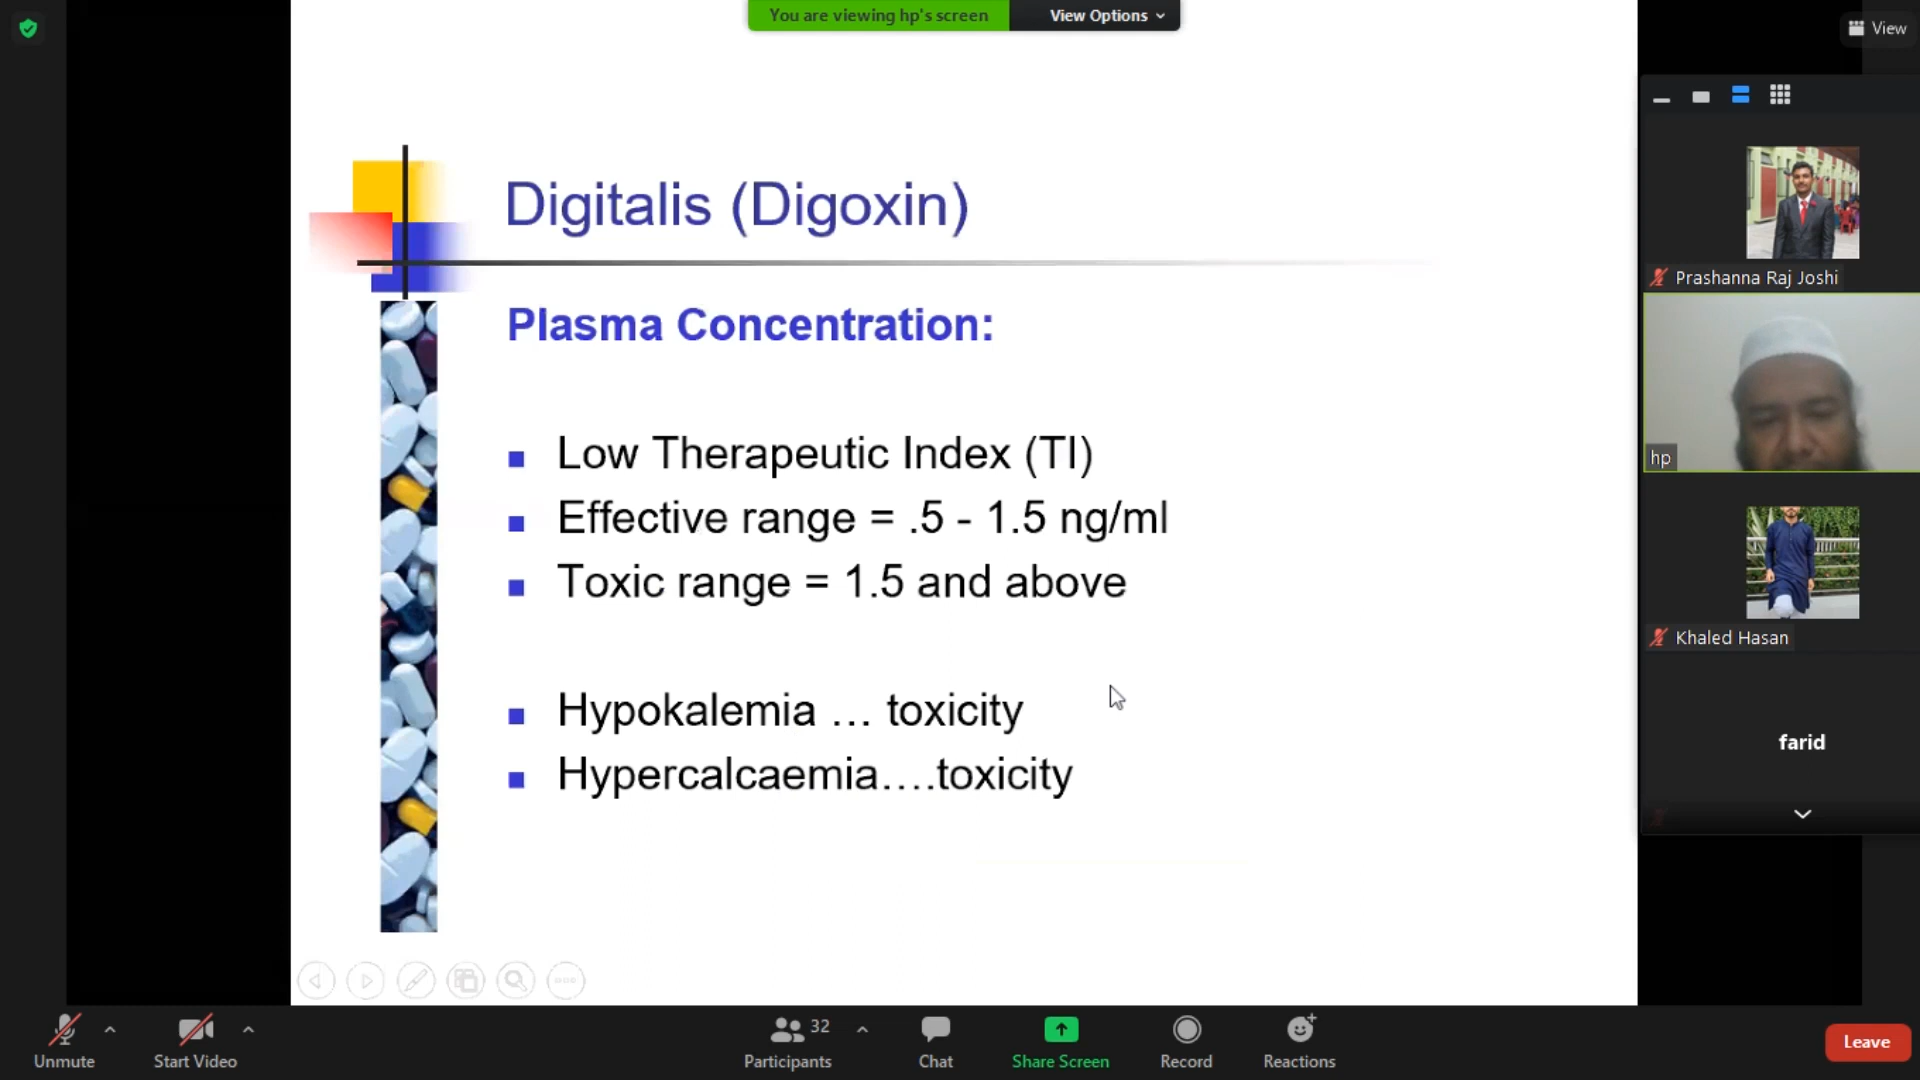 You are viewing hp's screen
View Options
View
Digitalis (Digoxin)
Plasma Concentration:
Low Therapeutic Index (TI)
Effective range = .5 - 1.5 ng/ml
Toxic range = 1.5 and above
Hypokalemia ... toxicity
Hypercalcaemia....toxicity
Prashanna Raj Joshi
hp
Khaled Hasan
farid
Unmute
Start Video
32
Participants
Chat
Share Screen
Record
Reactions
Leave